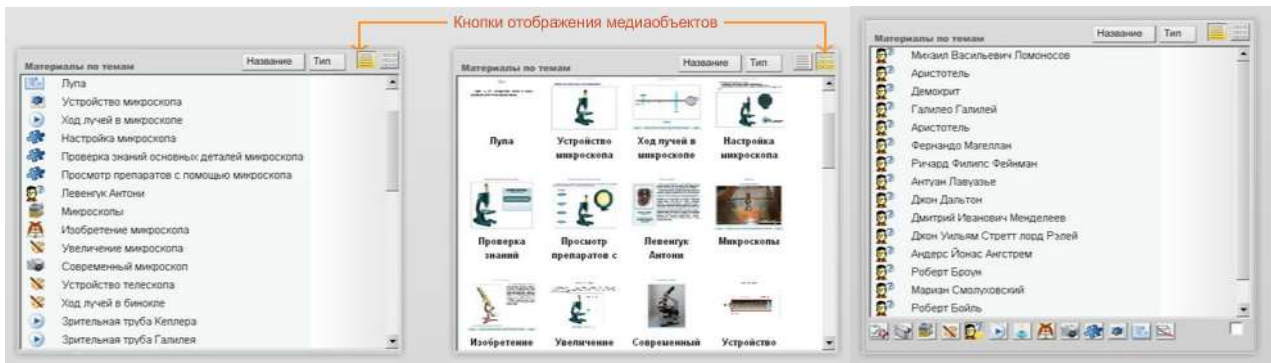 Кнопки отображения медиаобъектов
Материалы по темам Название Тип
Лупа
Устройство микроскопа
Ход лучей в микроскопе
Настройка микроскопа
Проверка знаний основных деталей микроскопа
Просмотр препаратов с помощью микроскопа
Левенгук Антони
Микроскопы
Изобретение микроскопа
Увеличение микроскопа
Современный микроскоп
Устройство телескопа
Ход лучей в бинокле
Зрительная труба Кеплера
Зрительная труба Галилея
Материалы по темам Название Тип
Лупа Устройство микроскопа Ход лучей в микроскопе Настройка микроскопа
Проверка знаний Просмотр препаратов с Левенгук Антони Микроскопы
Изобретение Увеличение Современный Устройство
Материалы по темам Название Тип
Михаил Васильевич Ломоносов
Аристотель
Демокрит
Галилео Галилей
Аристотель
Фернандо Магеллан
Ричард Филипс Фейнман
Антуан Лавуазье
Джон Дальтон
Дмитрий Иванович Менделеев
Джон Уильям Стретт лорд Рэлей
Андерс Йонас Ангстрем
Роберт Броун
Мариан Смолуховский
Роберт Бойль